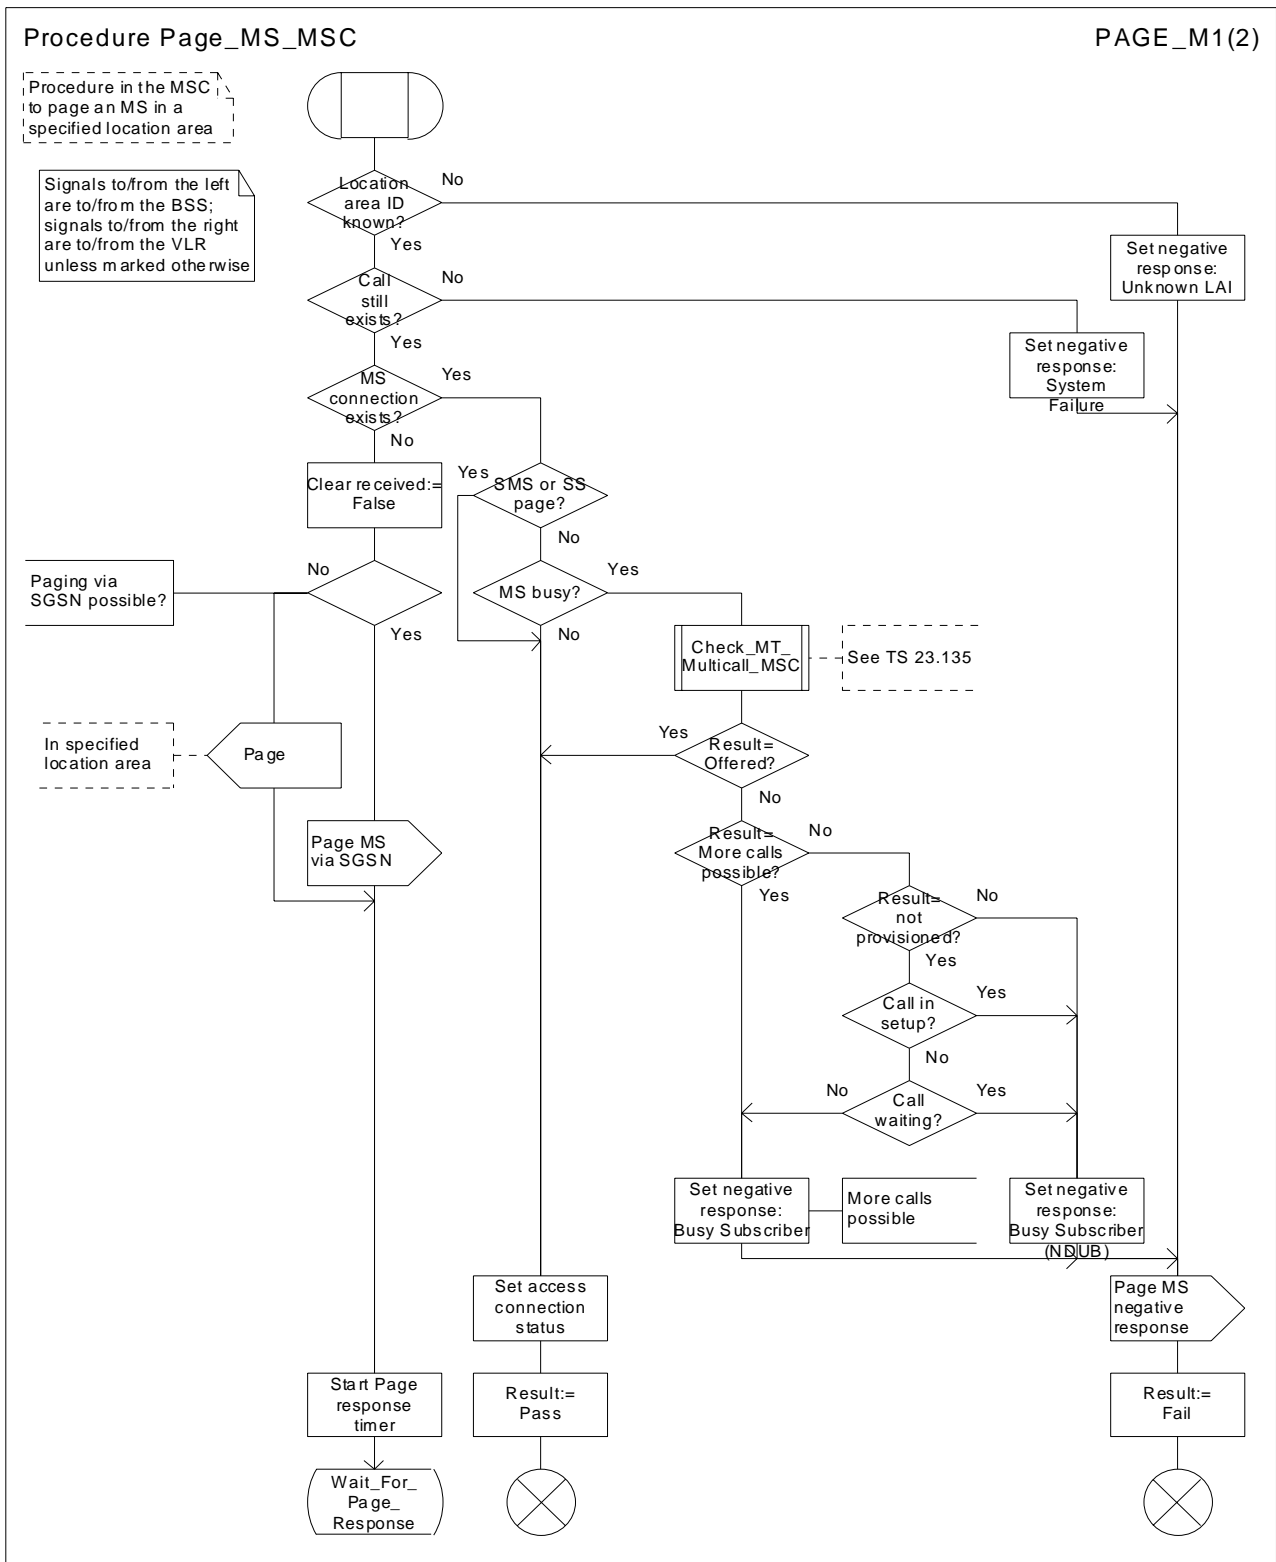 Procedure Page_MS_MSC
PAGE_M1(2)
Procedure in the MSC
to page an MS in a
specified location area
Signals to/from the left
are to/from the BSS;
signals to/from the right
are to/from the VLR
unless marked otherwise
Location
area ID
known?
No
Yes
Set negative
response:
Unknown LAI
Call
still
exists?
No
Yes
Set negative
response:
System
Failure
MS
connection
exists?
Yes
No
Clear received:=
False
Yes
SMS or SS
page?
No
Paging via
SGSN possible?
No
Yes
MS busy?
Yes
No
Check_MT_
Multicall_MSC
See TS 23.135
In specified
location area
Page
Yes
Result=
Offered?
No
Page MS
via SGSN
Result=
More calls
possible?
No
Yes
Result=
not
provisioned?
No
Yes
Call in
setup?
Yes
No
No
Call
waiting?
Yes
Set negative
response:
Busy Subscriber
More calls
possible
Set negative
response:
Busy Subscriber
(NDUB)
Set access
connection
status
Page MS
negative
response
Start Page
response
timer
Result:=
Pass
Result:=
Fail
Wait_For_
Page_
Response